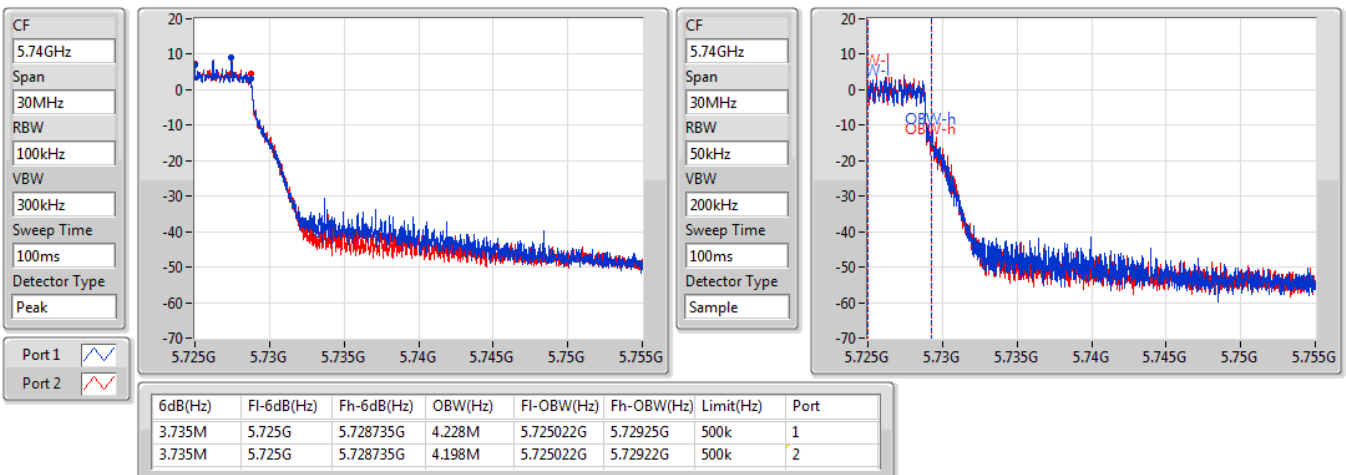 CF
5.74GHz
Span
30MHz
RBW
100kHz
VBW
300kHz
Sweep Time
100ms
Detector Type
Peak
Port 1
Port 2
20
10
0
-10
-20
-30
-40
-50
-60
-70
5.725G 5.73G 5.735G 5.74G 5.745G 5.75G 5.755G
CF
5.74GHz
Span
30MHz
RBW
50kHz
VBW
200kHz
Sweep Time
100ms
Detector Type
Sample
20
10
0
-10
-20
-30
-40
-50
-60
-70
W-l
W-l
OBW-h
OBW-h
5.725G 5.73G 5.735G 5.74G 5.745G 5.75G 5.755G
6dB(Hz) Fl-6dB(Hz) Fh-6dB(Hz) OBW(Hz) Fl-OBW(Hz) Fh-OBW(Hz) Limit(Hz) Port
3.735M 5.725G 5.728735G 4.228M 5.725022G 5.72925G 500k 1
3.735M 5.725G 5.728735G 4.198M 5.725022G 5.72922G 500k 2